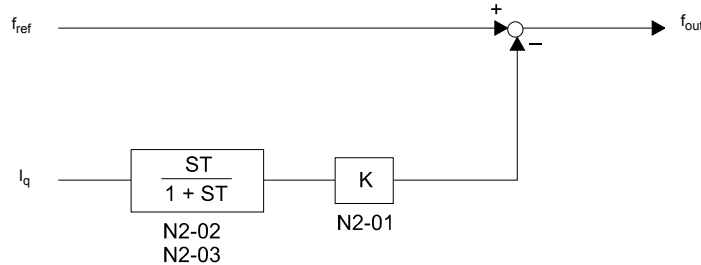 f_ref
+
−
f_out
I_q
ST
1 + ST
K
N2-02
N2-03
N2-01